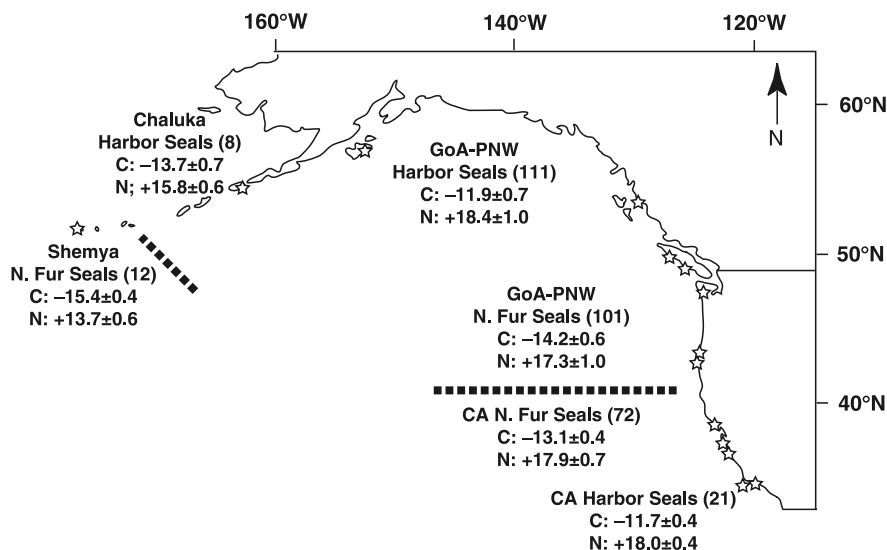 160°W
140°W
120°W
60°N
N
Chaluka
Harbor Seals (8)
C: –13.7±0.7
N; +15.8±0.6
GoA-PNW
Harbor Seals (111)
C: –11.9±0.7
N: +18.4±1.0
50°N
Shemya
N. Fur Seals (12)
C: –15.4±0.4
N: +13.7±0.6
GoA-PNW
N. Fur Seals (101)
C: –14.2±0.6
N: +17.3±1.0
40°N
CA N. Fur Seals (72)
C: –13.1±0.4
N: +17.9±0.7
CA Harbor Seals (21)
C: –11.7±0.4
N: +18.0±0.4